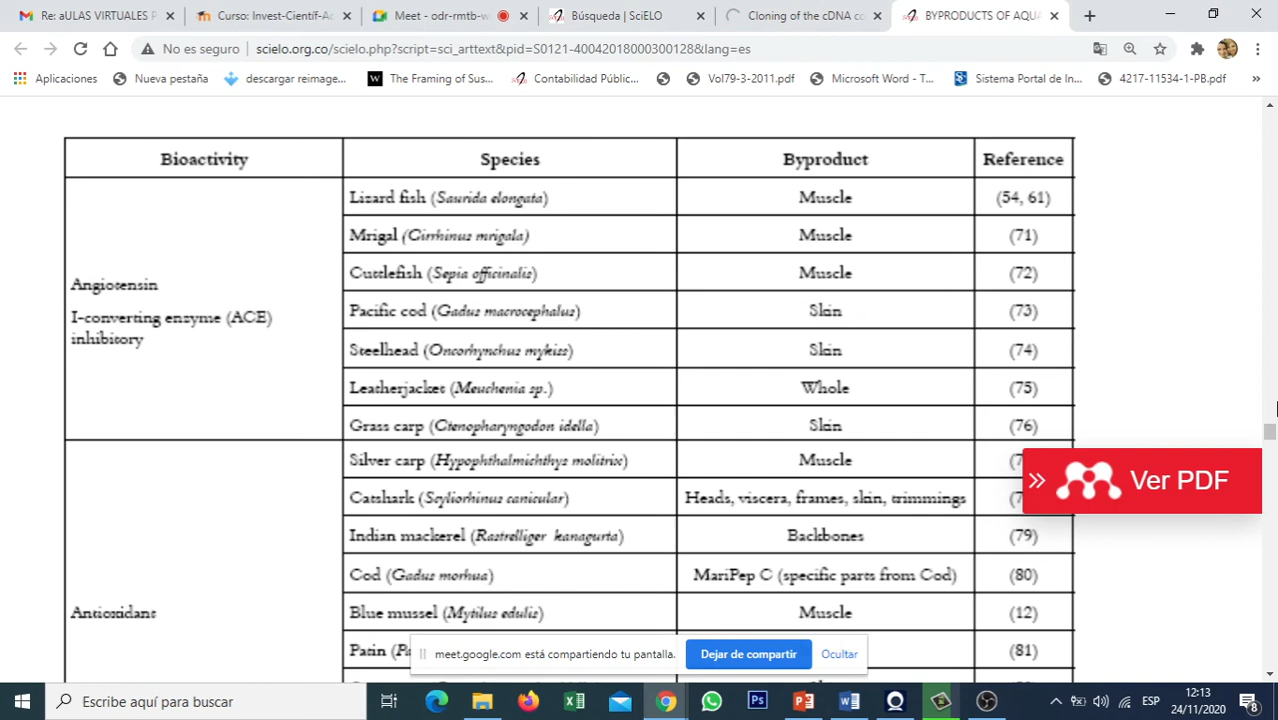 Re: aULAS VIRTUALES P
Curso: Invest-Científ-Ac
Meet - odr-rmtb-w
Búsqueda | SciELO
Cloning of the cDNA co
BYPRODUCTS OF AQUA
No es seguro
scielo.org.co/scielo.php?script=sci_arttext&pid=S0121-40042018000300128&lang=es
Aplicaciones
Nueva pestaña
descargar reimage...
The Framing of Sus...
Contabilidad Públic...
Vol79-3-2011.pdf
Microsoft Word - T...
Sistema Portal de In...
4217-11534-1-PB.pdf
»
Bioactivity Species Byproduct Reference
Lizard fish (Saurida elongata) Muscle (54, 61)
Mrigal (Cirrhinus mrigala) Muscle (71)
Cuttlefish (Sepia officinalis) Muscle (72)
Angiotensin
I-converting enzyme (ACE)
inhibitory
Pacific cod (Gadus macrocephalus) Skin (73)
Steelhead (Oncorhynchus mykiss) Skin (74)
Leatherjacket (Meuchenia sp.) Whole (75)
Grass carp (Ctenopharyngodon idella) Skin (76)
Silver carp (Hypophthalmichthys molitrix) Muscle
Catshark (Scyliorhinus canicular) Heads, viscera, frames, skin, trimmings
» Ver PDF
Indian mackerel (Rastrelliger kanagurta) Backbones (79)
Cod (Gadus morhua) MariPep C (specific parts from Cod) (80)
Antioxidant
Blue mussel (Mytilus edulis) Muscle (12)
Patin (81)
meet.google.com está compartiendo tu pantalla.
Dejar de compartir
Ocultar
Escribe aquí para buscar
ESP
12:13
24/11/2020
8